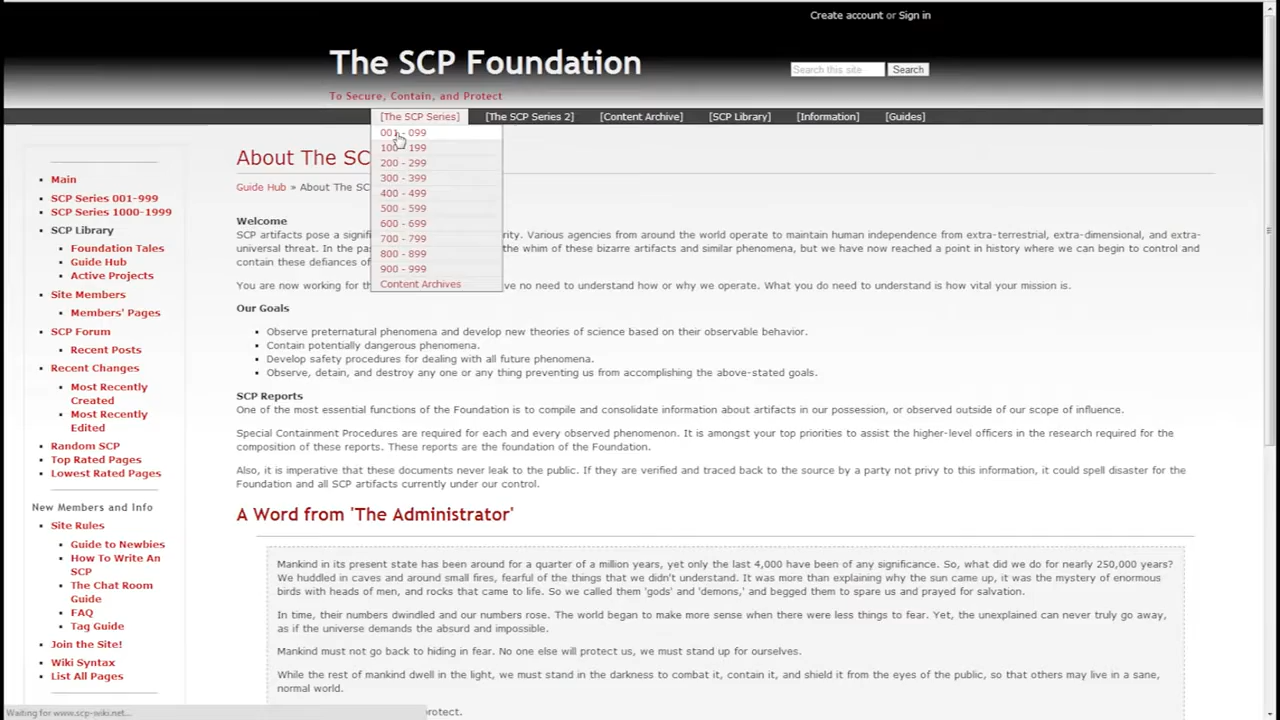 Create account or Sign in
The SCP Foundation
Search this site
Search
To Secure, Contain, and Protect
[The SCP Series]
[The SCP Series 2]
[Content Archive]
[SCP Library]
[Information]
[Guides]
001 - 099
100 - 199
200 - 299
300 - 399
400 - 499
500 - 599
600 - 699
700 - 799
800 - 899
900 - 999
Content Archives
Main
SCP Series 001-999
SCP Series 1000-1999
SCP Library
Foundation Tales
Guide Hub
Active Projects
Site Members
Members' Pages
SCP Forum
Recent Posts
Recent Changes
Most Recently
Created
Most Recently
Edited
Random SCP
Top Rated Pages
Lowest Rated Pages
New Members and Info
Site Rules
Guide to Newbies
How To Write An
SCP
The Chat Room
Guide
FAQ
Tag Guide
Join the Site!
Wiki Syntax
List All Pages
About The SC
Guide Hub » About The SC
Welcome
SCP artifacts pose a signifi rity. Various agencies from around the world operate to maintain human independence from extra-terrestrial, extra-dimensional, and extra-
universal threat. In the pas the whim of these bizarre artifacts and similar phenomena, but we have now reached a point in history where we can begin to control and
contain these defiances of
You are now working for th ve no need to understand how or why we operate. What you do need to understand is how vital your mission is.
Our Goals
Observe preternatural phenomena and develop new theories of science based on their observable behavior.
Contain potentially dangerous phenomena.
Develop safety procedures for dealing with all future phenomena.
Observe, detain, and destroy any one or any thing preventing us from accomplishing the above-stated goals.
SCP Reports
One of the most essential functions of the Foundation is to compile and consolidate information about artifacts in our possession, or observed outside of our scope of influence.
Special Containment Procedures are required for each and every observed phenomenon. It is amongst your top priorities to assist the higher-level officers in the research required for the
composition of these reports. These reports are the foundation of the Foundation.
Also, it is imperative that these documents never leak to the public. If they are verified and traced back to the source by a party not privy to this information, it could spell disaster for the
Foundation and all SCP artifacts currently under our control.
A Word from 'The Administrator'
Mankind in its present state has been around for a quarter of a million years, yet only the last 4,000 have been of any significance. So, what did we do for nearly 250,000 years?
We huddled in caves and around small fires, fearful of the things that we didn't understand. It was more than explaining why the sun came up, it was the mystery of enormous
birds with heads of men, and rocks that came to life. So we called them 'gods' and 'demons,' and begged them to spare us and prayed for salvation.
In time, their numbers dwindled and our numbers rose. The world began to make more sense when there were less things to fear. Yet, the unexplained can never truly go away,
as if the universe demands the absurd and impossible.
Mankind must not go back to hiding in fear. No one else will protect us, we must stand up for ourselves.
While the rest of mankind dwell in the light, we must stand in the darkness to combat it, contain it, and shield it from the eyes of the public, so that others may live in a sane,
normal world.
protect.
Waiting for www.scp-wiki.net...